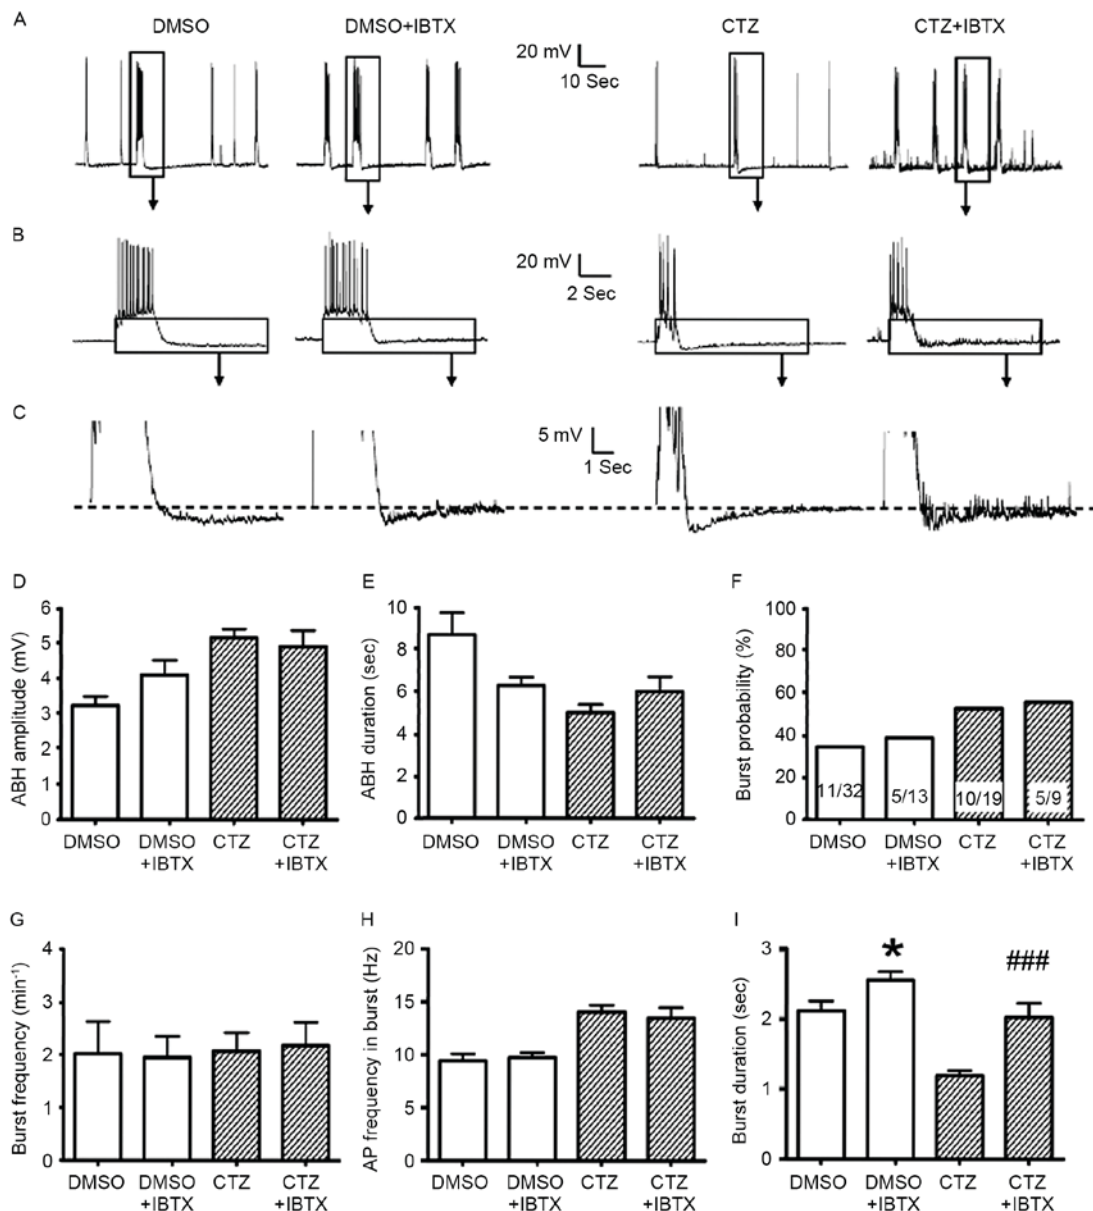 A
DMSO
DMSO+IBTX
CTZ
CTZ+IBTX
20 mV
10 Sec
B
20 mV
2 Sec
C
5 mV
1 Sec
D
ABH amplitude (mV)
6
5
4
3
2
1
0
DMSO
DMSO
+IBTX
CTZ
CTZ
+IBTX
E
ABH duration (sec)
10
8
6
4
2
0
DMSO
DMSO
+IBTX
CTZ
CTZ
+IBTX
F
Burst probability (%)
100
80
60
40
20
0
11/32
5/13
10/19
5/9
DMSO
DMSO
+IBTX
CTZ
CTZ
+IBTX
G
Burst frequency (min⁻¹)
4
3
2
1
0
DMSO
DMSO
+IBTX
CTZ
CTZ
+IBTX
H
AP frequency in burst (Hz)
20
15
10
5
0
DMSO
DMSO
+IBTX
CTZ
CTZ
+IBTX
I
Burst duration (sec)
3
2
1
0
*
###
DMSO
DMSO
+IBTX
CTZ
CTZ
+IBTX